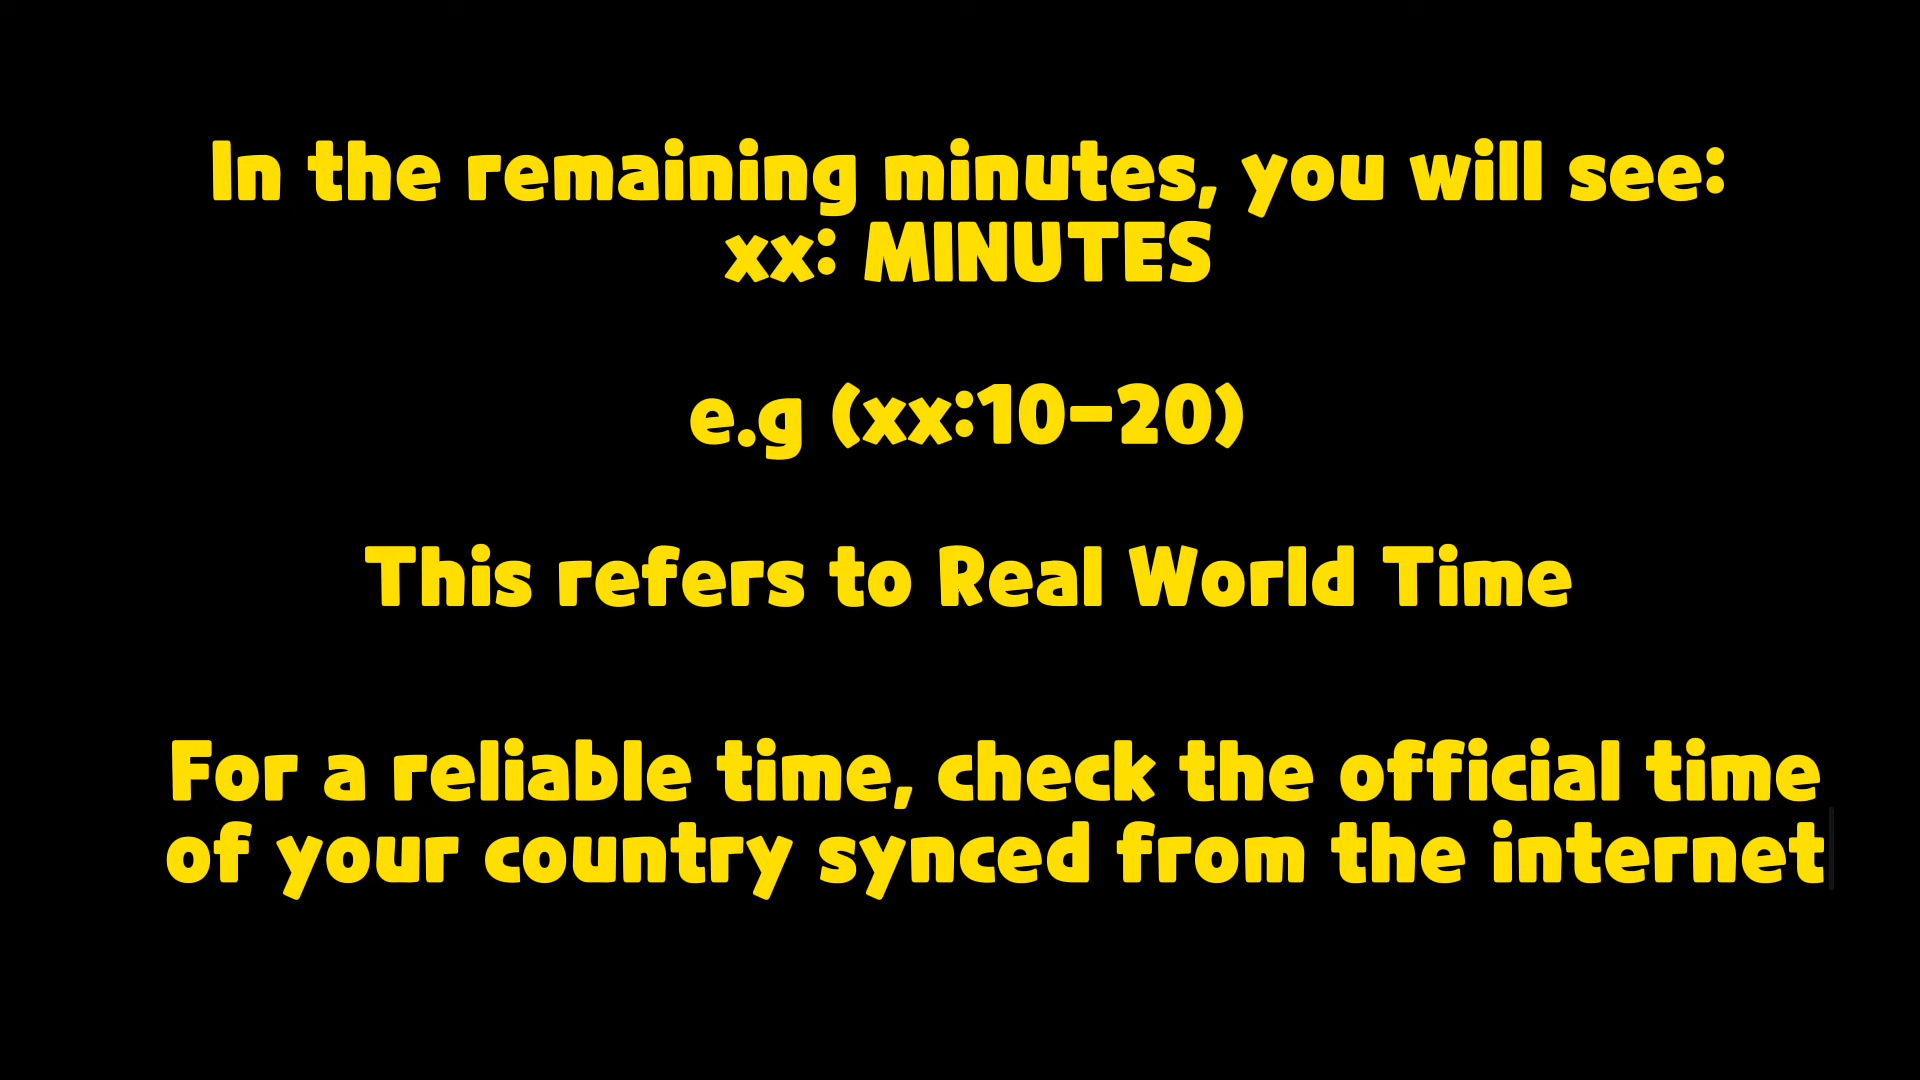 In the remaining minutes, you will see:
xx: MINUTES
e.g (xx:10-20)
This refers to Real World Time
For a reliable time, check the official time
of your country synced from the internet